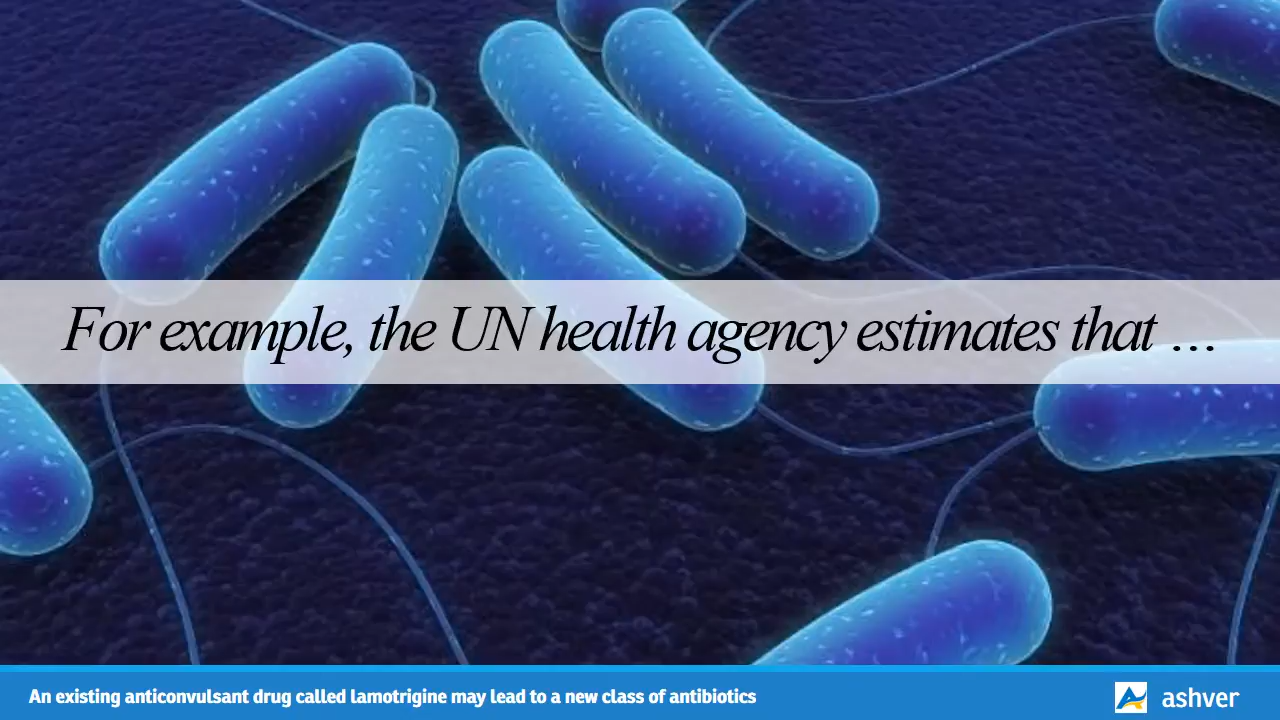 For example, the UN health agency estimates that …
An existing anticonvulsant drug called lamotrigine may lead to a new class of antibiotics
ashver